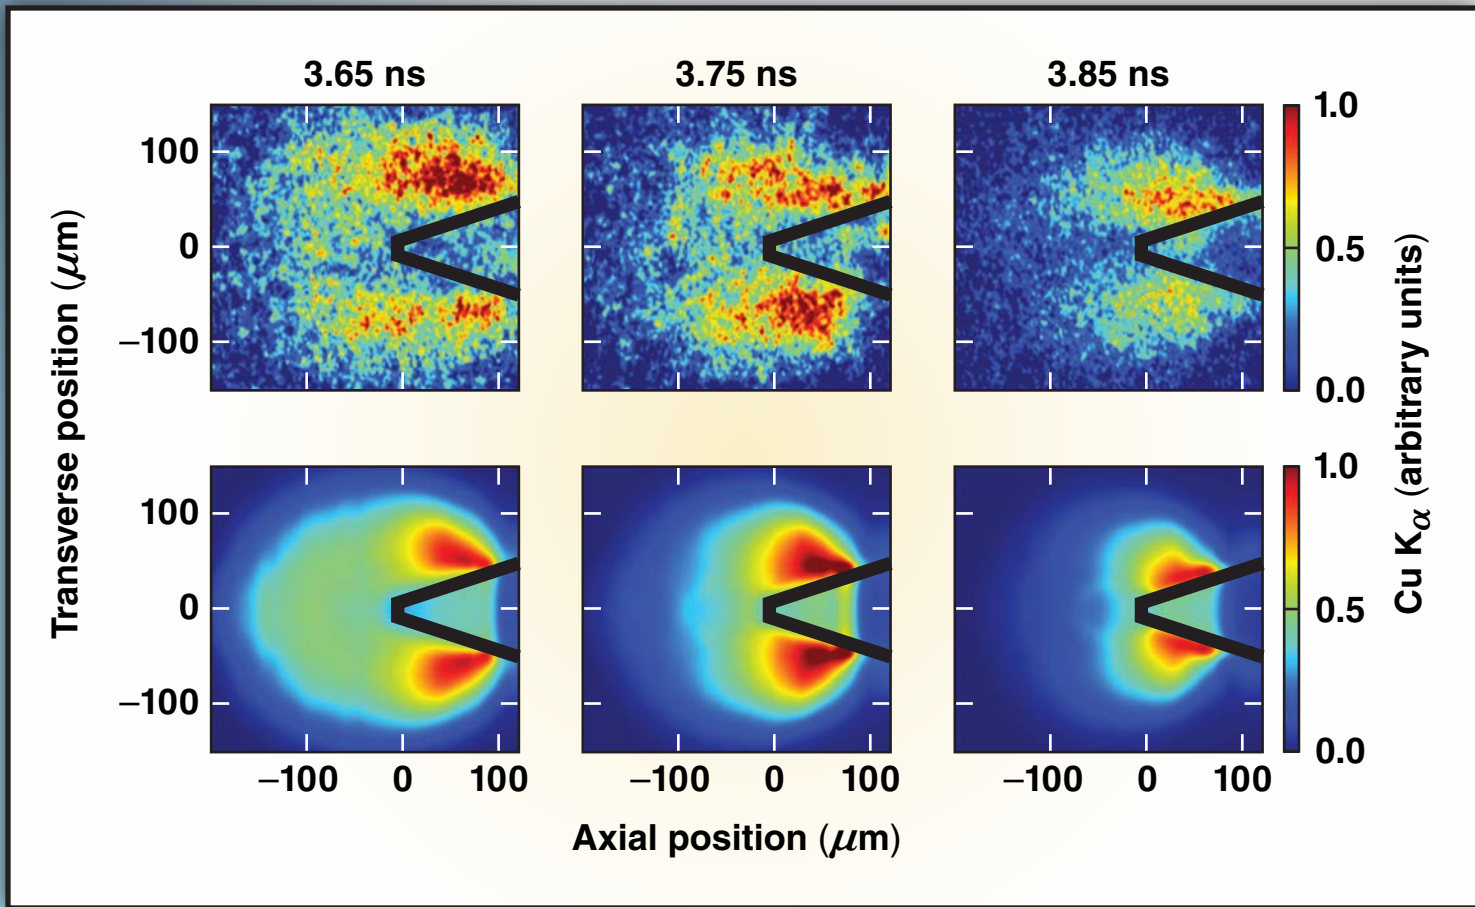 3.65 ns 3.75 ns 3.85 ns
100
0
−100
1.0
0.5
0.0
100
0
−100
1.0
0.5
0.0
−100 0 100 −100 0 100 −100 0 100
Transverse position (μm)
Axial position (μm)
Cu Kα (arbitrary units)